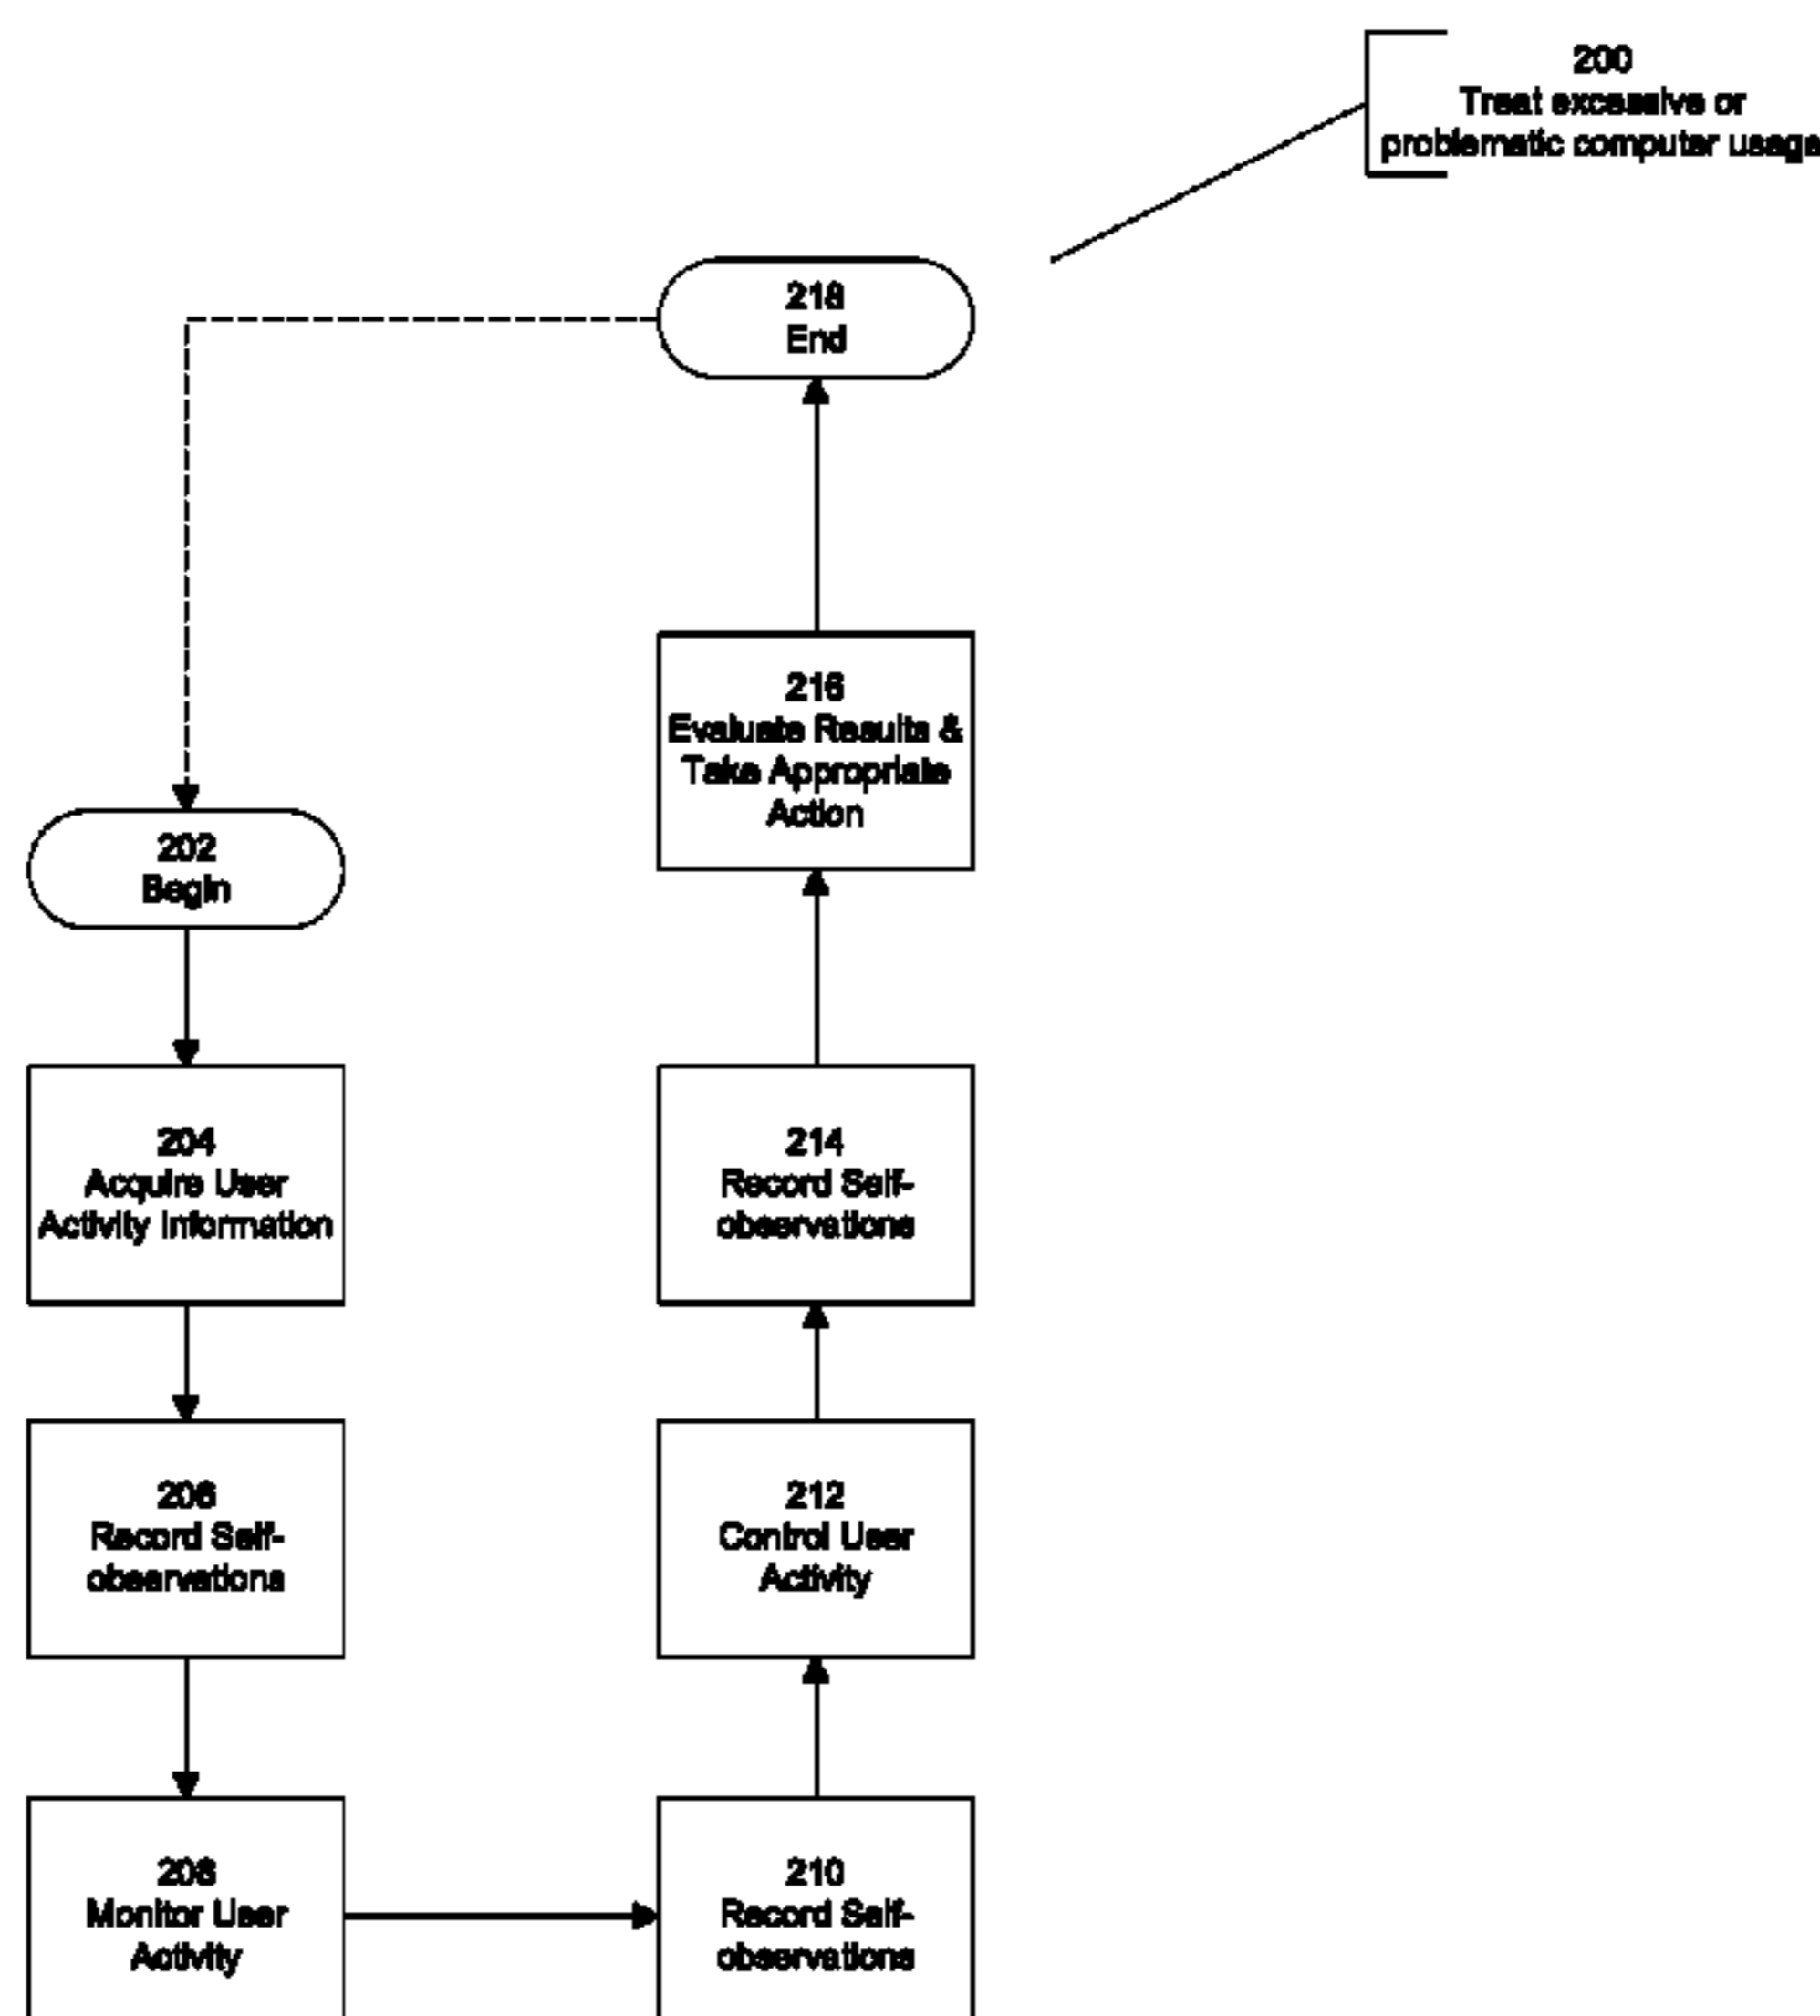 200
Treat excessive or
problematic computer usage
218
End
216
Evaluate Results &
Take Appropriate
Action
202
Begin
204
Acquire User
Activity Information
214
Record Self-
observations
206
Record Self-
observations
212
Control User
Activity
208
Monitor User
Activity
210
Record Self-
observations